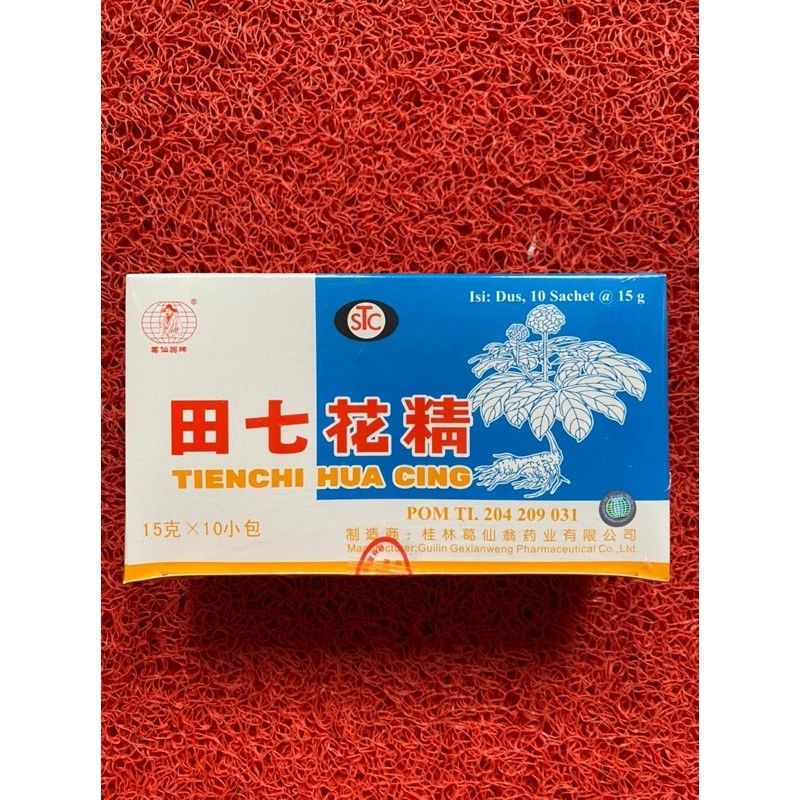 葛仙翁牌
®
STC
Isi: Dus, 10 Sachet @ 15 g
田七花精
TIENCHI HUA CING
15克×10小包
POM TI. 204 209 031
制造商：桂林葛仙翁药业有限公司
Manufacturer:Guilin Gexianweng Pharmaceutical Co.,Ltd.